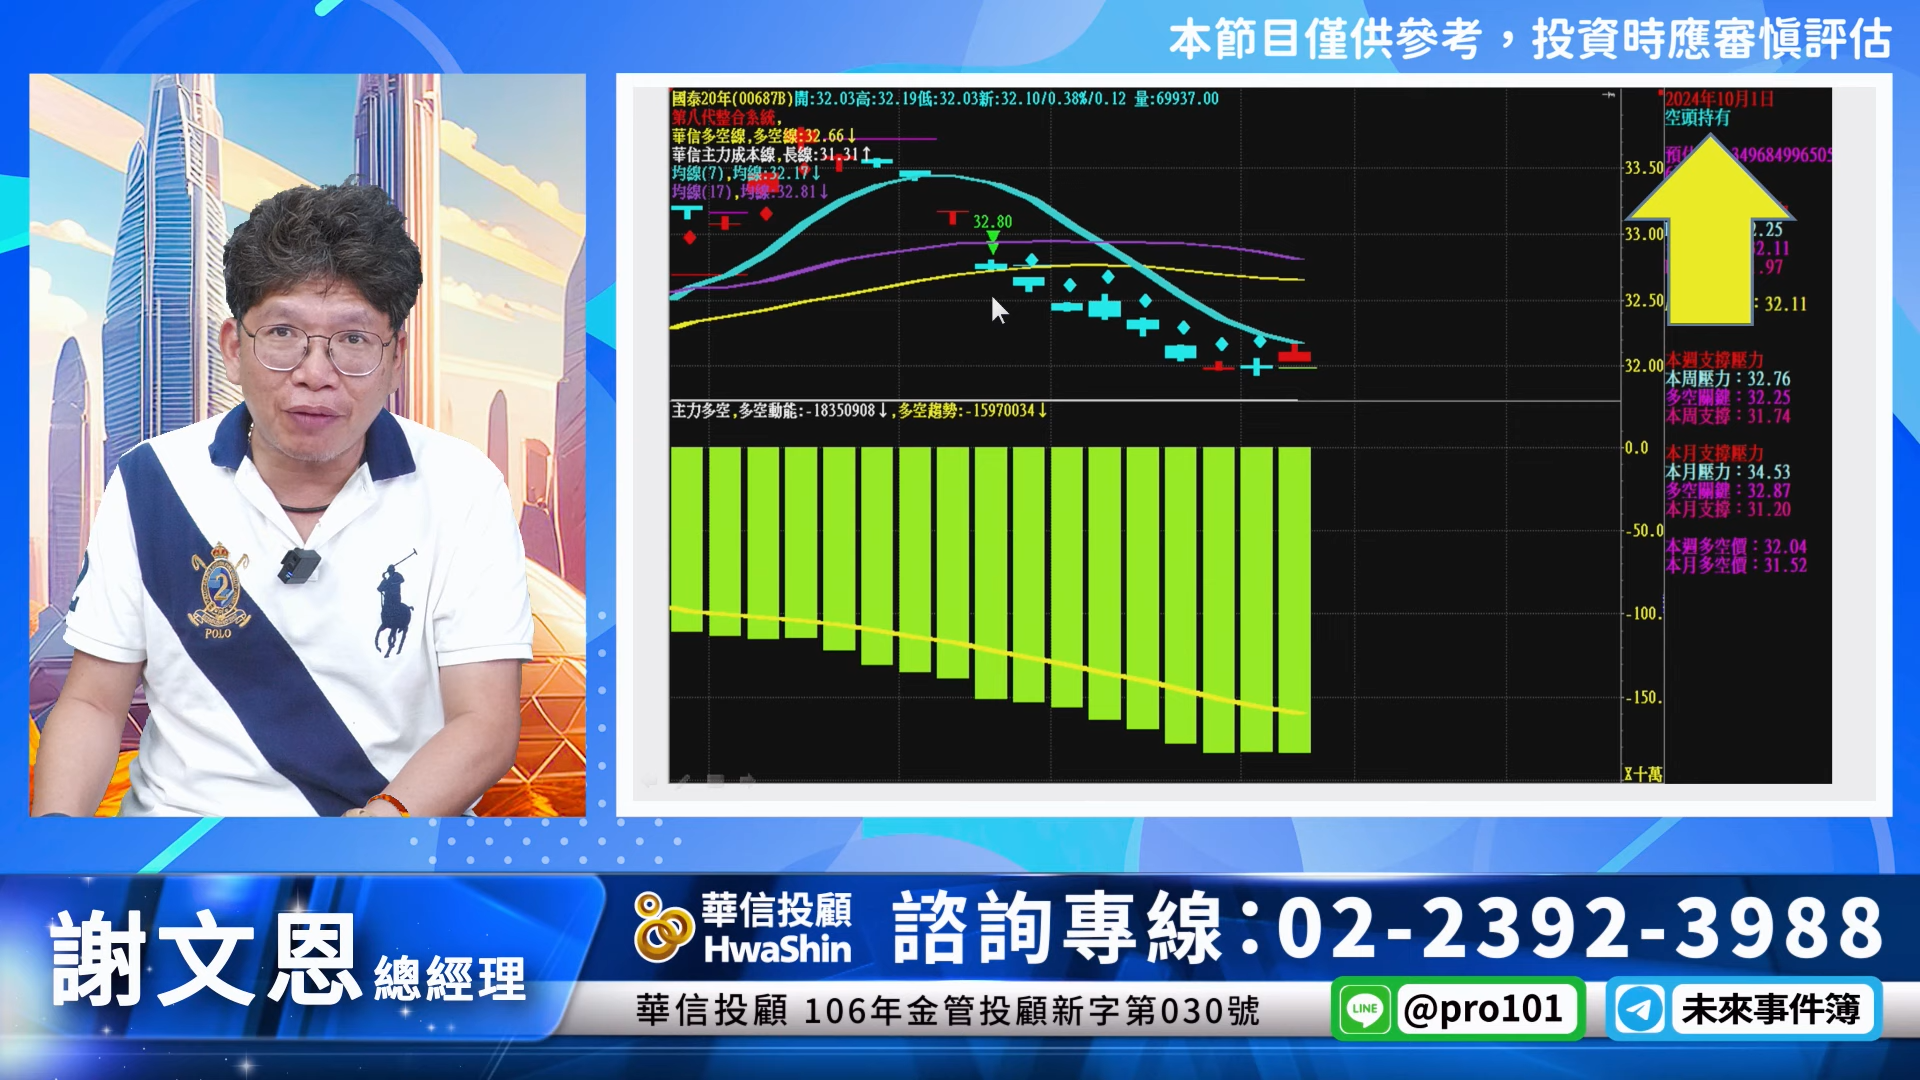 本節目僅供參考，投資時應審慎評估
國泰20年(00687B)開:32.03高:32.19低:32.03新:32.10/0.38%/0.12 量:69937.00
第八代整合系統,
華信多空線,多空線:32.66↓
華信主力成本線,長線:31.31↑
均線(7),均線:32.17↓
均線(17),均線:32.81↓
32.80
33.50
33.00
32.50
32.00
主力多空,多空動能:-18350908↓,多空趨勢:-15970034↓
0.0
-50.0
-100.
-150.
X十萬
2024年10月1日
空頭持有
預估
349684996505
2.25
32.11
.97
: 32.11
本週支撐壓力
本周壓力：32.76
多空關鍵：32.25
本周支撐：31.74
本月支撐壓力
本月壓力：34.53
多空關鍵：32.87
本月支撐：31.20
本週多空價：32.04
本月多空價：31.52
2
POLO
謝文恩 總經理
華信投顧
HwaShin
諮詢專線:02-2392-3988
華信投顧 106年金管投顧新字第030號
LINE
@pro101
未來事件簿